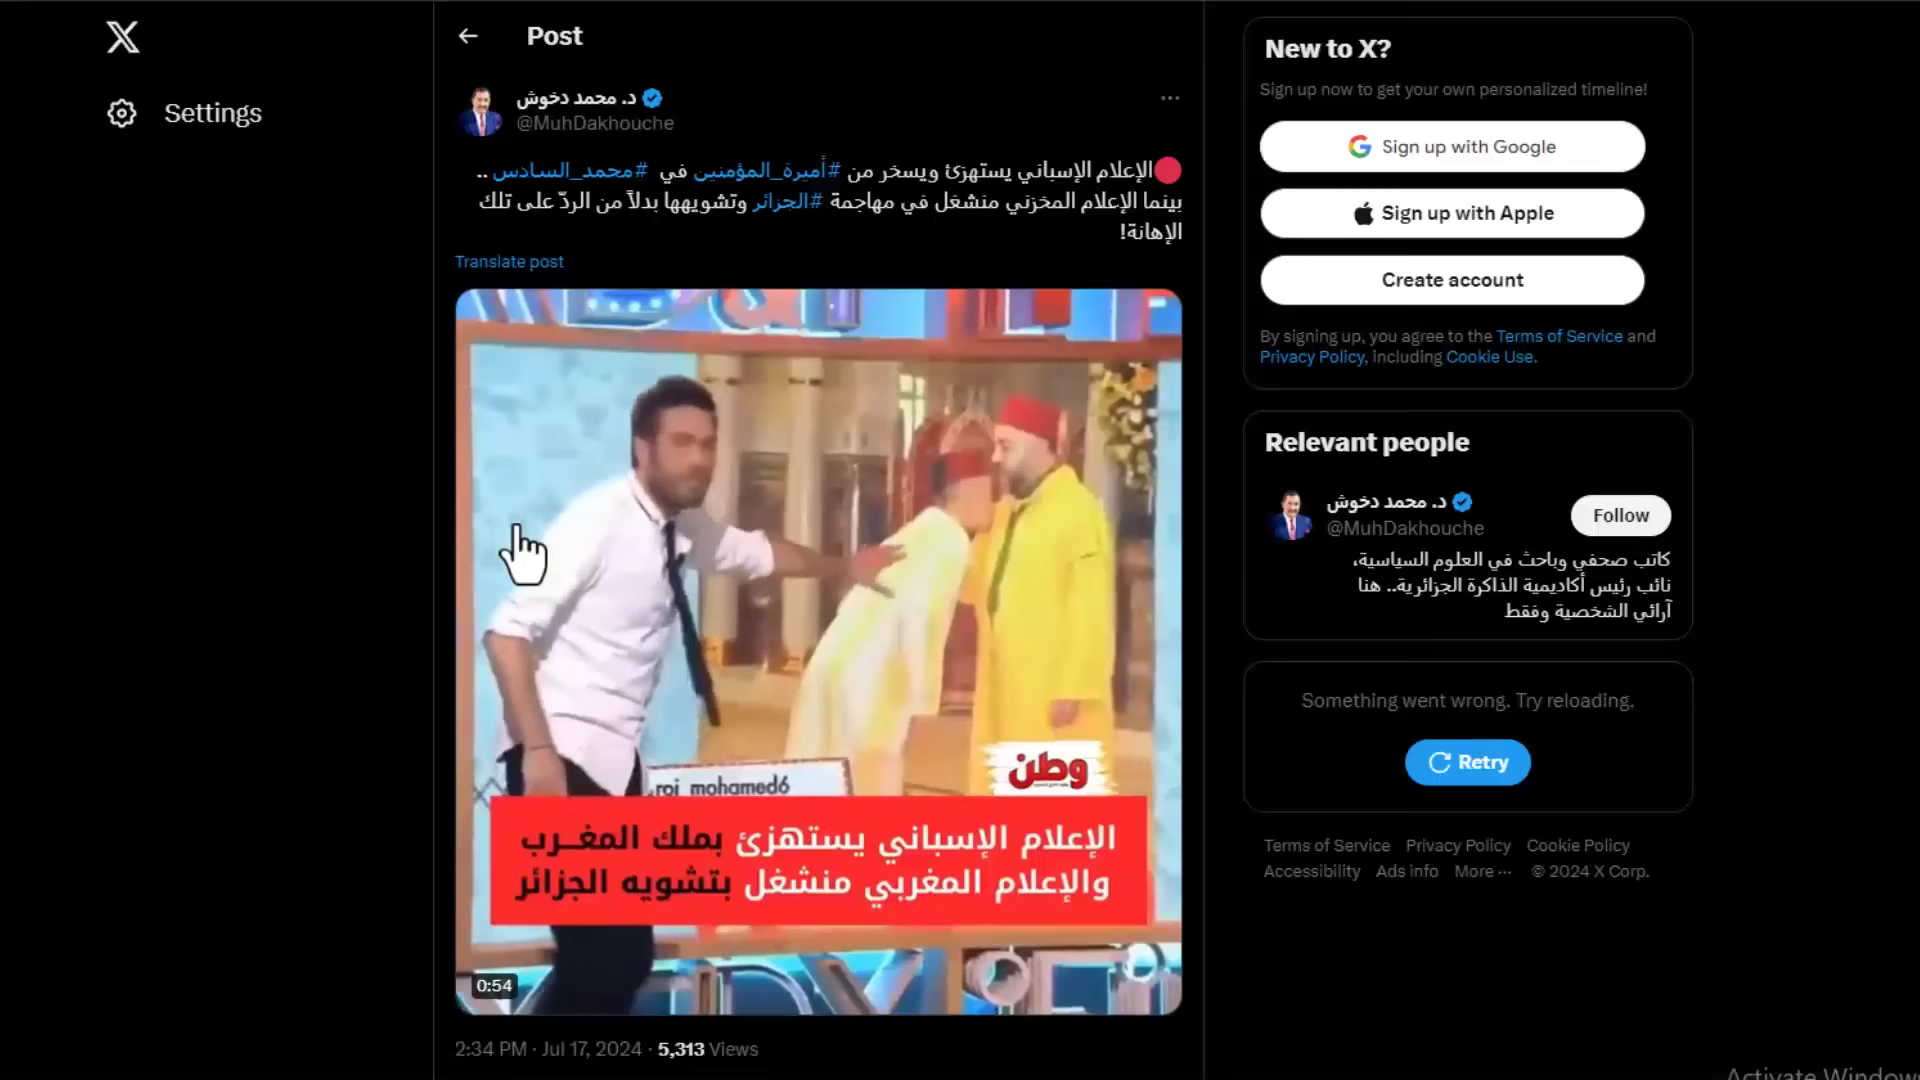 Settings
Post
د. محمد دخوش
@MuhDakhouche
الإعلام الإسباني يستهزئ ويسخر من #أميرة_المؤمنين في #محمد_السادس ..
بينما الإعلام المخزني منشغل في مهاجمة #الجزائر وتشويهها بدلاً من الردّ على تلك
الإهانة!
Translate post
roi_mohamed6
وطن
الإعلام الإسباني يستهزئ بملك المغـرب
والإعلام المغربي منشغل بتشويه الجزائر
0:54
2:34 PM · Jul 17, 2024 · 5,313 Views
New to X?
Sign up now to get your own personalized timeline!
Sign up with Google
Sign up with Apple
Create account
By signing up, you agree to the Terms of Service and
Privacy Policy, including Cookie Use.
Relevant people
د. محمد دخوش
@MuhDakhouche
Follow
كاتب صحفي وباحث في العلوم السياسية،
نائب رئيس أكاديمية الذاكرة الجزائرية.. هنا
آرائي الشخصية وفقط
Something went wrong. Try reloading.
Retry
Terms of Service Privacy Policy Cookie Policy
Accessibility Ads info More ··· © 2024 X Corp.
Activate Windows